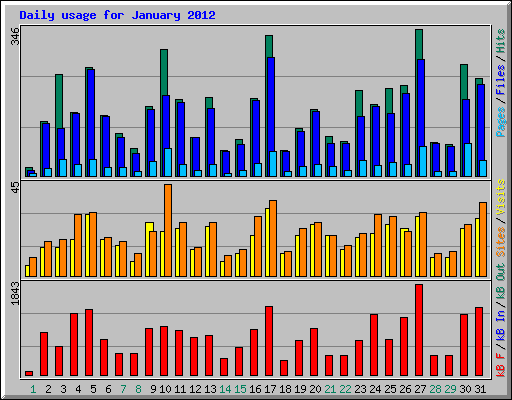 Daily usage for January 2012
346
Pages / Files / Hits
45
Sites / Visits
1843
kB F / kB In / kB Out
1 2 3 4 5 6 7 8 9 10 11 12 13 14 15 16 17 18 19 20 21 22 23 24 25 26 27 28 29 30 31